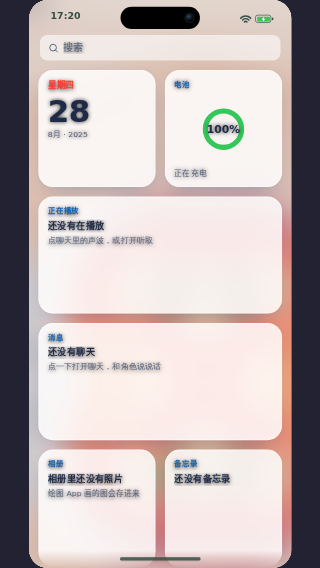 17:20
搜索
星期四
28
8月 · 2025
电池
100%
正在充电
正在播放
还没有在播放
点聊天里的声波，或打开听取
消息
还没有聊天
点一下打开聊天，和角色说说话
相册
相册里还没有照片
绘图 App 画的图会存进来
备忘录
还没有备忘录